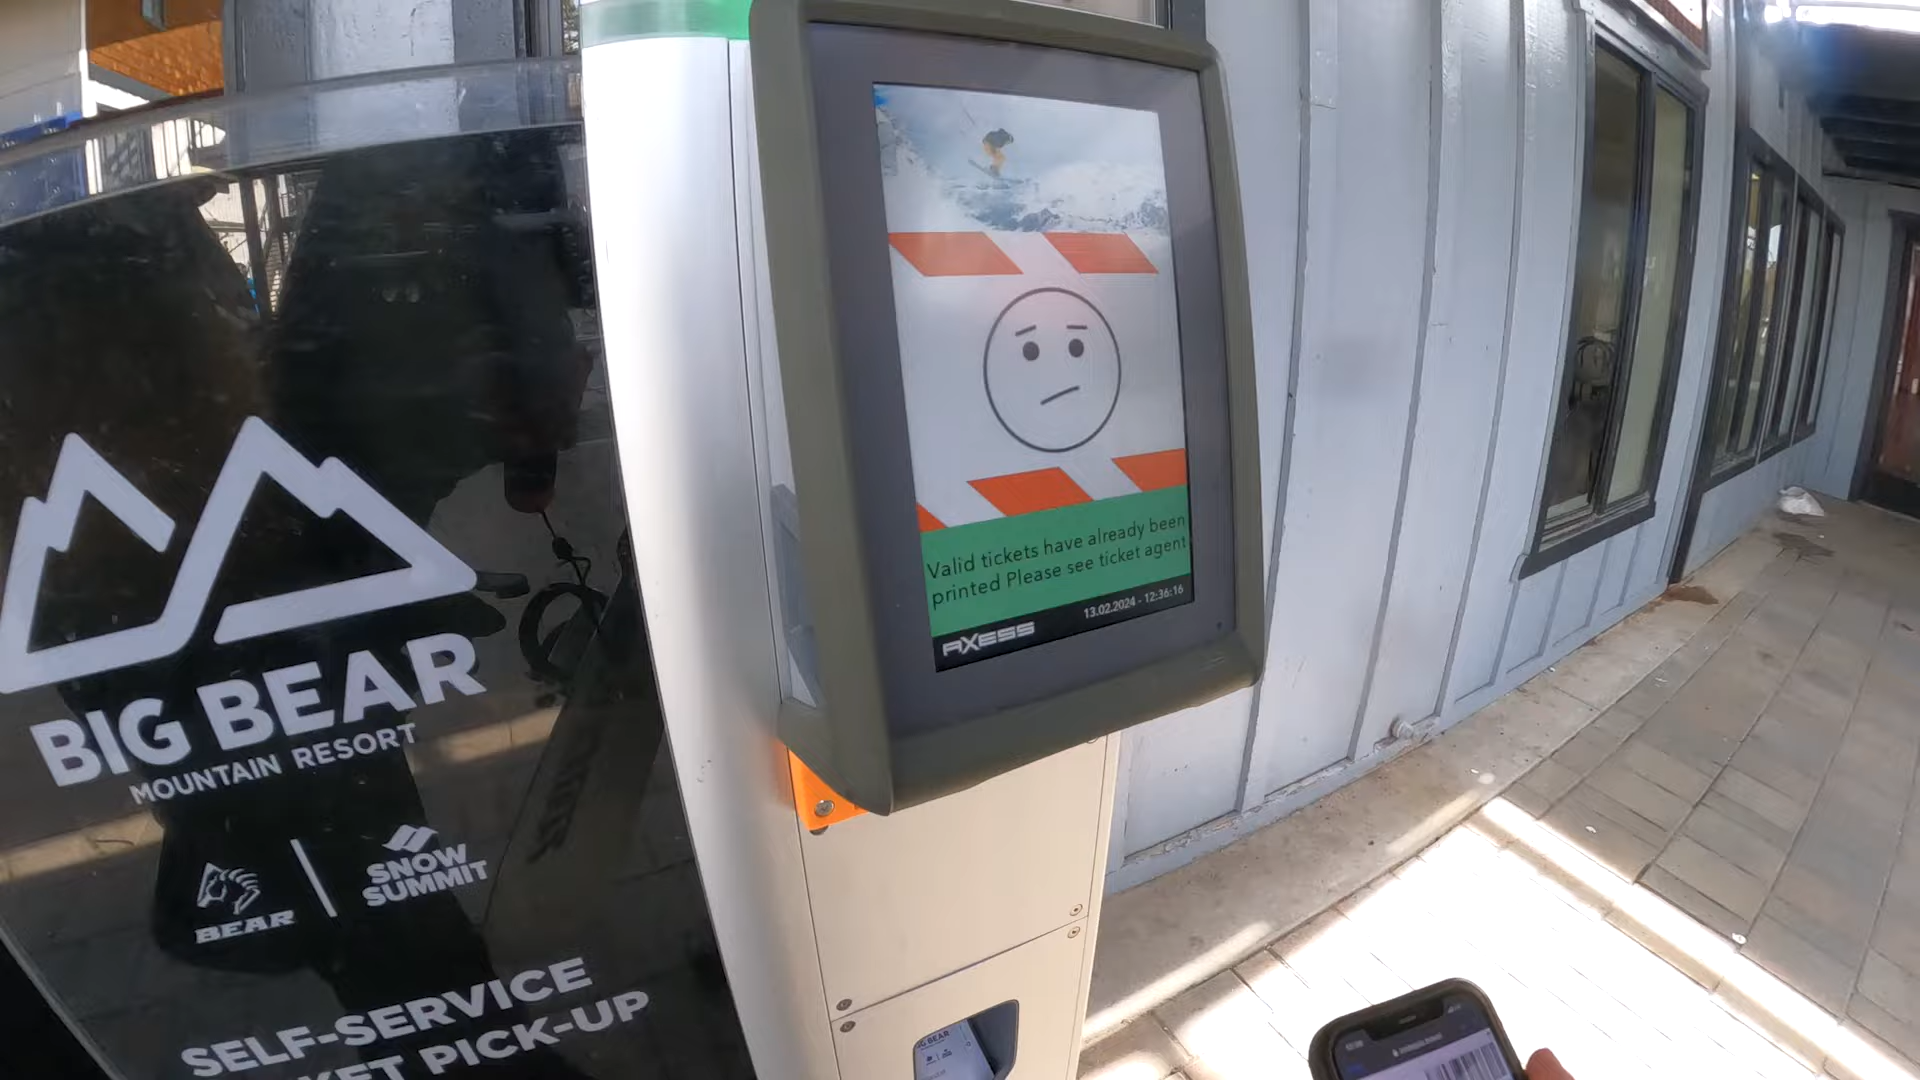 Valid tickets have already been
printed Please see ticket agent
13.02.2024 - 12:36:16
AXESS
BIG BEAR
MOUNTAIN RESORT
BEAR
SNOW
SUMMIT
SELF-SERVICE
PICK-UP
BEAR